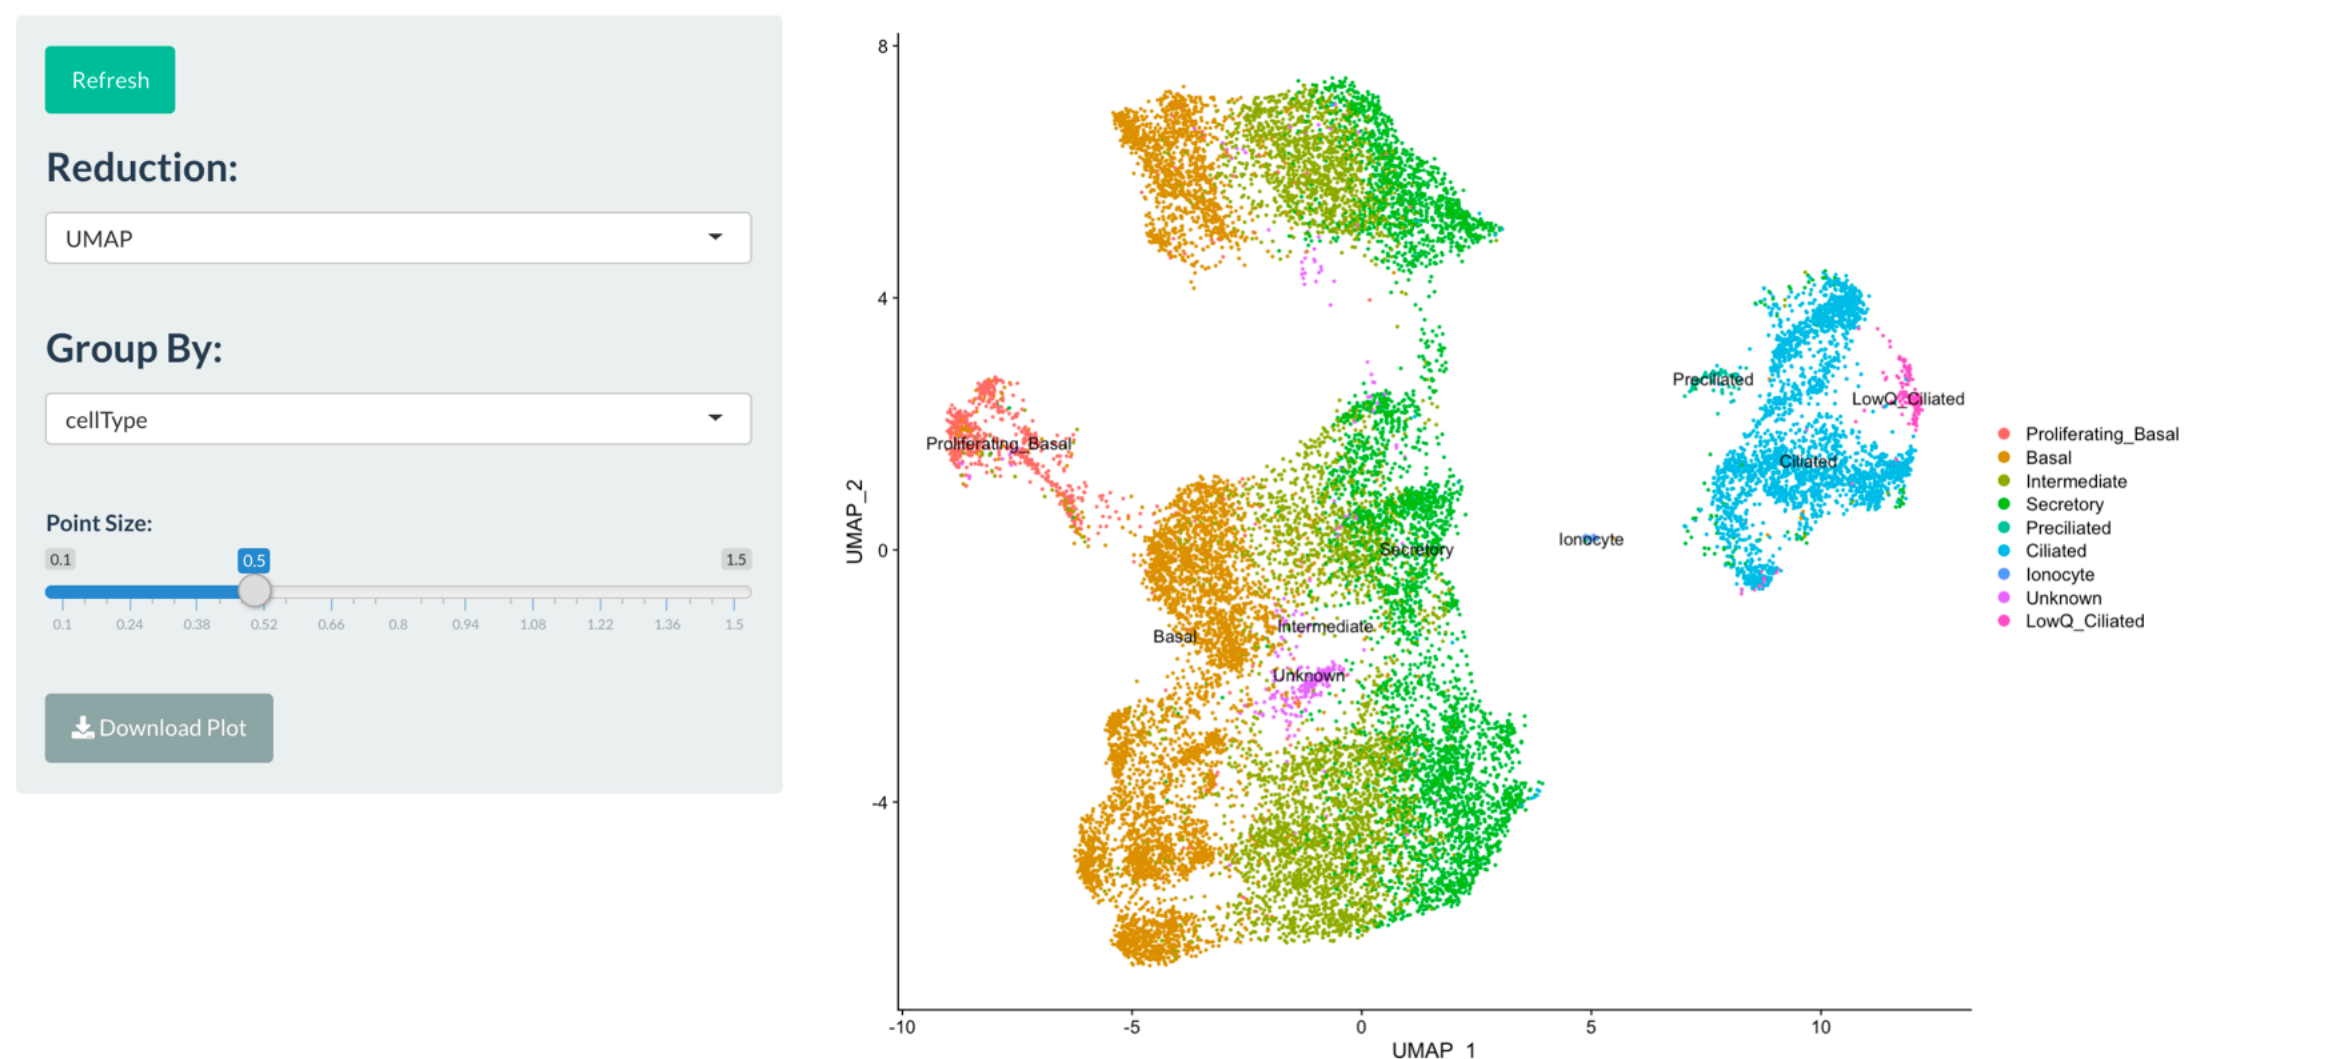 Refresh
Reduction:
UMAP
Group By:
cellType
Point Size:
0.1 0.5 1.5
0.1 0.24 0.38 0.52 0.66 0.8 0.94 1.08 1.22 1.36 1.5
Download Plot
8
4
0
-4
UMAP_2
-10 -5 0 5 10
UMAP_1
Preciliated
LowQ_Ciliated
Proliferating_Basal
Ciliated
Ionocyte
Secretory
Intermediate
Basal
Unknown
Proliferating_Basal
Basal
Intermediate
Secretory
Preciliated
Ciliated
Ionocyte
Unknown
LowQ_Ciliated